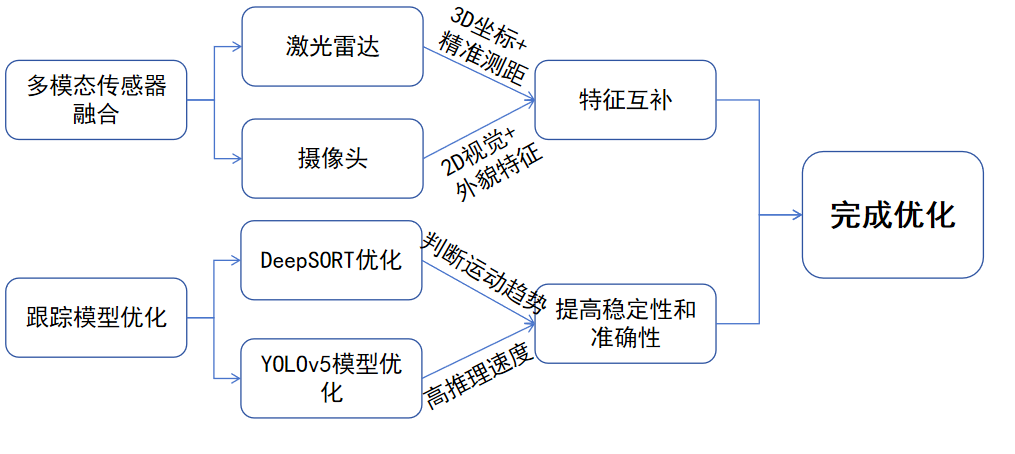 多模态传感器
融合
激光雷达
摄像头
3D坐标+
精准测距
2D视觉+
外貌特征
特征互补
跟踪模型优化
DeepSORT优化
YOLOv5模型优
化
判断运动趋势
高推理速度
提高稳定性和
准确性
完成优化